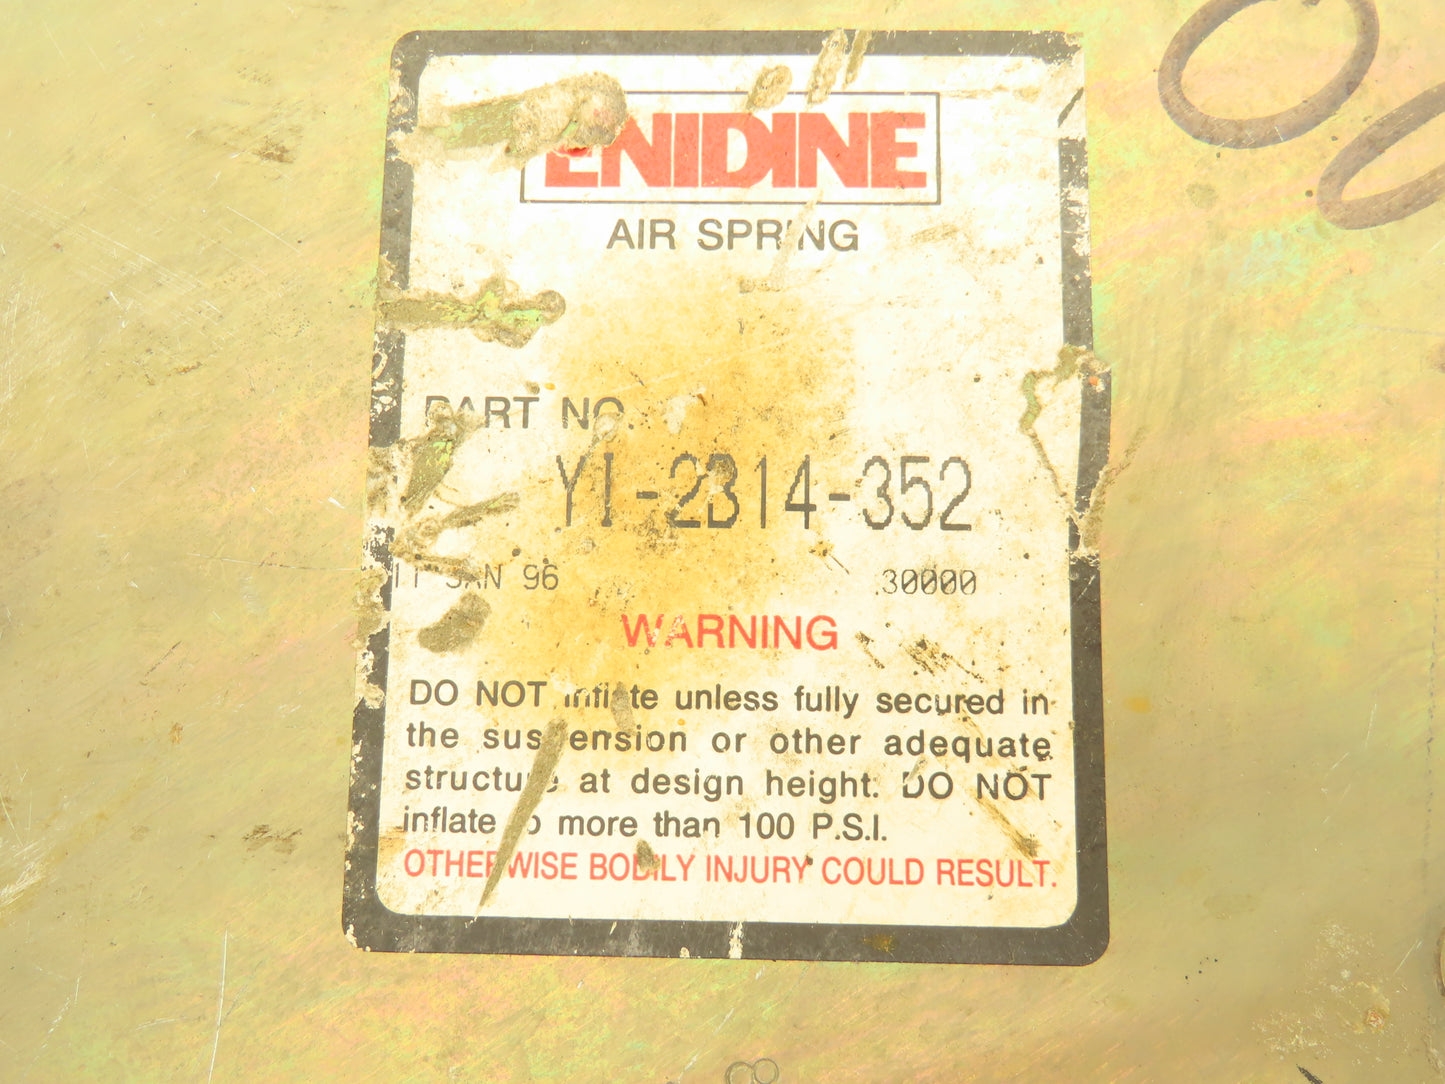 ENIDINE
AIR SPRING
PART NO.
YI-2B14-352
11 JAN 96 30000
WARNING
DO NOT inflate unless fully secured in
the suspension or other adequate
structure at design height. DO NOT
inflate to more than 100 P.S.I.
OTHERWISE BODILY INJURY COULD RESULT.